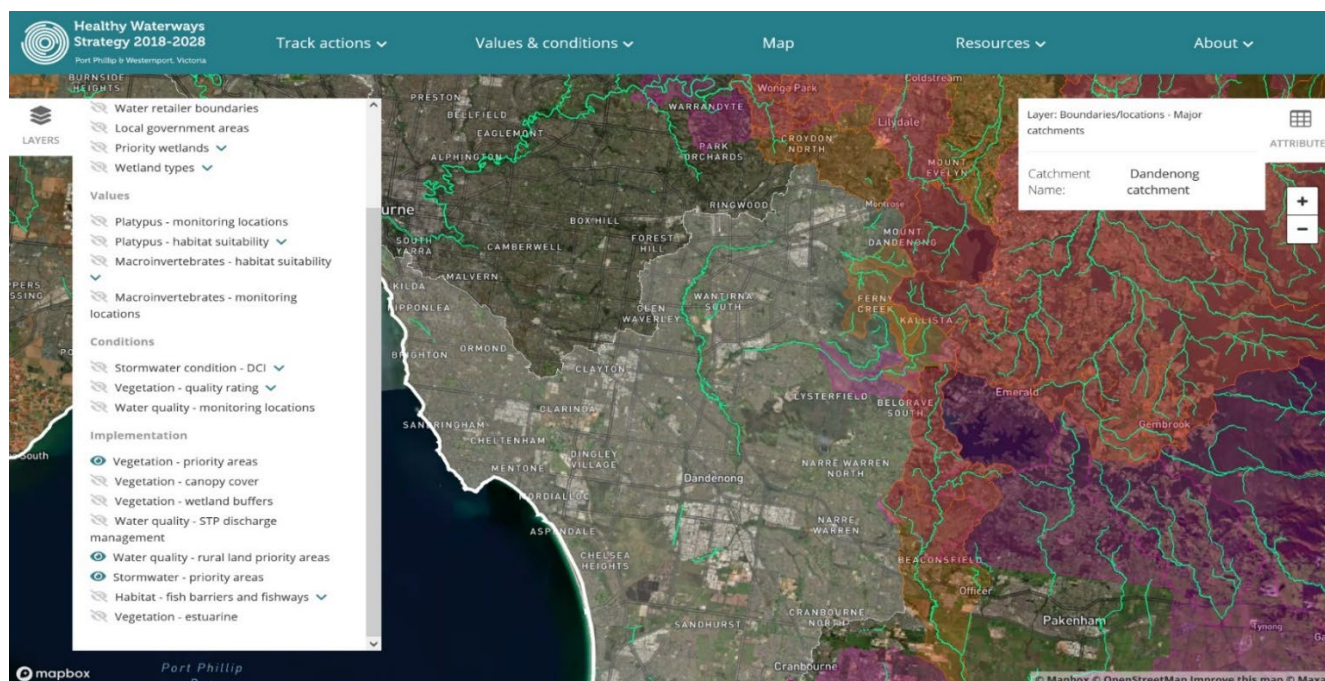 Healthy Waterways
Strategy 2018-2028
Port Phillip & Westernport, Victoria
Track actions
Values & conditions
Map
Resources
About
LAYERS
Water retailer boundaries
Local government areas
Priority wetlands
Wetland types
Values
Platypus - monitoring locations
Platypus - habitat suitability
Macroinvertebrates - habitat suitability
Macroinvertebrates - monitoring
locations
Conditions
Stormwater condition - DCI
Vegetation - quality rating
Water quality - monitoring locations
Implementation
Vegetation - priority areas
Vegetation - canopy cover
Vegetation - wetland buffers
Water quality - STP discharge
management
Water quality - rural land priority areas
Stormwater - priority areas
Habitat - fish barriers and fishways
Vegetation - estuarine
Layer: Boundaries/locations - Major
catchments
Catchment
Name:
Dandenong
catchment
ATTRIBUTE
+
−
BURNSIDE
HEIGHTS
PRESTON
BELLFIELD
EAGLEMONT
ALPHINGTON
WARRANDYTE
Wonga Park
Coldstream
Lilydale
PARK
ORCHARDS
CROYDON
NORTH
MOUNT
EVELYN
urne
BOX HILL
RINGWOOD
Montrose
SOUTH
YARRA
CAMBERWELL
FOREST
HILL
MOUNT
DANDENONG
KILDA
MALVERN
RIPPONLEA
GLEN
WAVERLEY
WANTIRNA
SOUTH
FERNY
CREEK
KALLISTA
BRIGHTON
ORMOND
CLAYTON
LYSTERFIELD
BELGRAVE
SOUTH
Emerald
Gembrook
CLARINDA
SANDRINGHAM
CHELTENHAM
MENTONE
DINGLEY
VILLAGE
Dandenong
NARRE WARREN
NORTH
MORDIALLOC
ASPENDALE
CHELSEA
HEIGHTS
NARRE
WARREN
BEACONSFIELD
Officer
Pakenham
Tynong
Ga
SANDHURST
CRANBOURNE
NORTH
Cranbourne
South
Port Phillip
mapbox
© Mapbox © OpenStreetMap Improve this map © Maxa